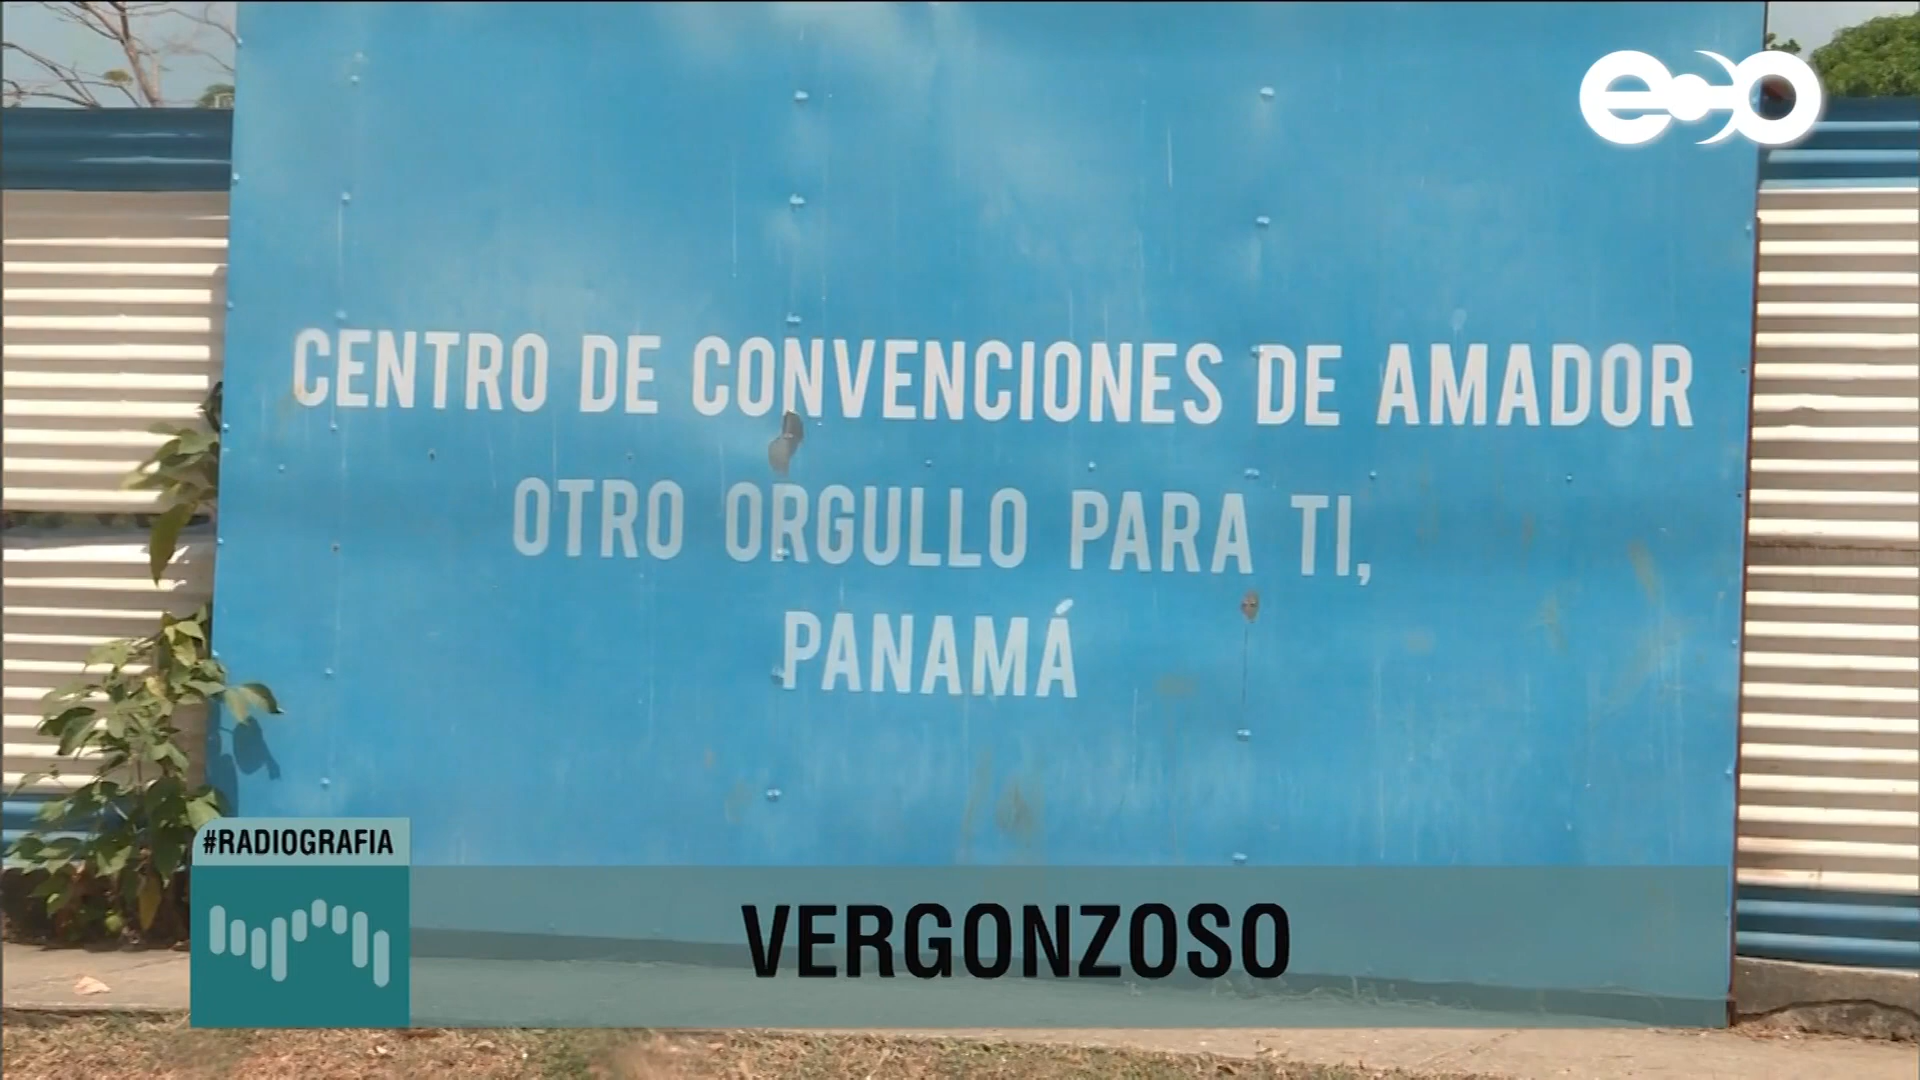 eco
CENTRO DE CONVENCIONES DE AMADOR
OTRO ORGULLO PARA TI,
PANAMÁ
#RADIOGRAFIA
VERGONZOSO